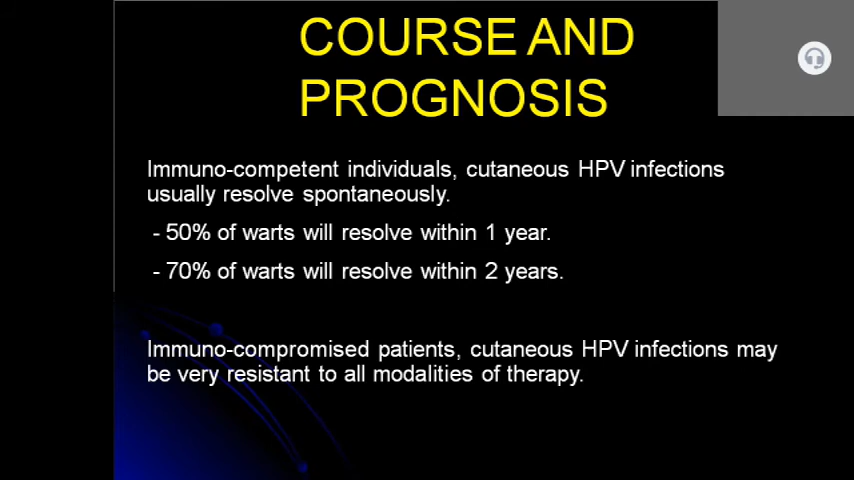 COURSE AND
PROGNOSIS
Immuno-competent individuals, cutaneous HPV infections
usually resolve spontaneously.
- 50% of warts will resolve within 1 year.
- 70% of warts will resolve within 2 years.
Immuno-compromised patients, cutaneous HPV infections may
be very resistant to all modalities of therapy.